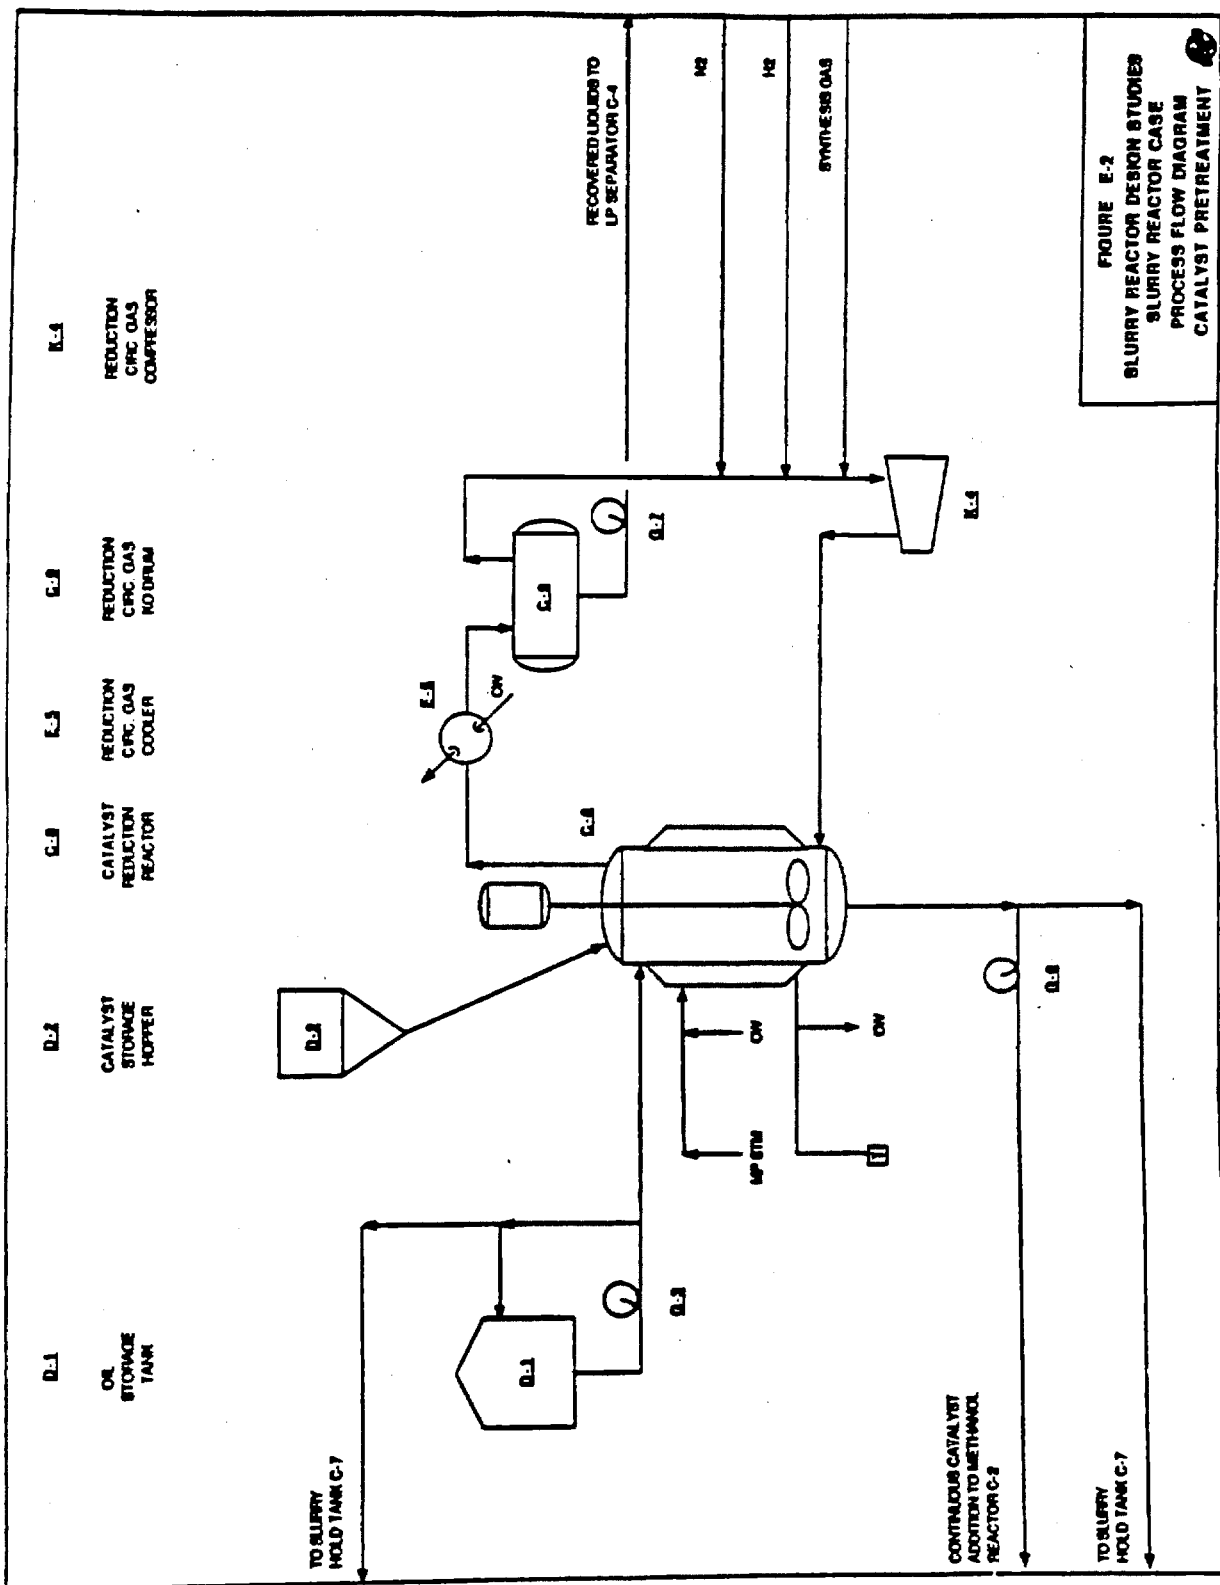 D-1
OIL
STORAGE
TANK
D-2
CATALYST
STORAGE
HOPPER
CATALYST
REDUCTION
REACTOR
E-5
REDUCTION
CIRC. GAS
COOLER
C-9
REDUCTION
CIRC. GAS
KO DRUM
K-4
REDUCTION
CIRC. GAS
COMPRESSOR
TO SLURRY
HOLD TANK C-7
D-1
D-2
E-5
CW
C-9
G-7
RECOVERED LIQUIDS TO
LP SEPARATOR C-4
N2
H2
SYNTHESIS GAS
K-4
C-8
MP STM
CW
CW
T
CONTINUOUS CATALYST
ADDITION TO METHANOL
REACTOR C-2
TO SLURRY
HOLD TANK C-7
FIGURE E-2
SLURRY REACTOR DESIGN STUDIES
SLURRY REACTOR CASE
PROCESS FLOW DIAGRAM
CATALYST PRETREATMENT